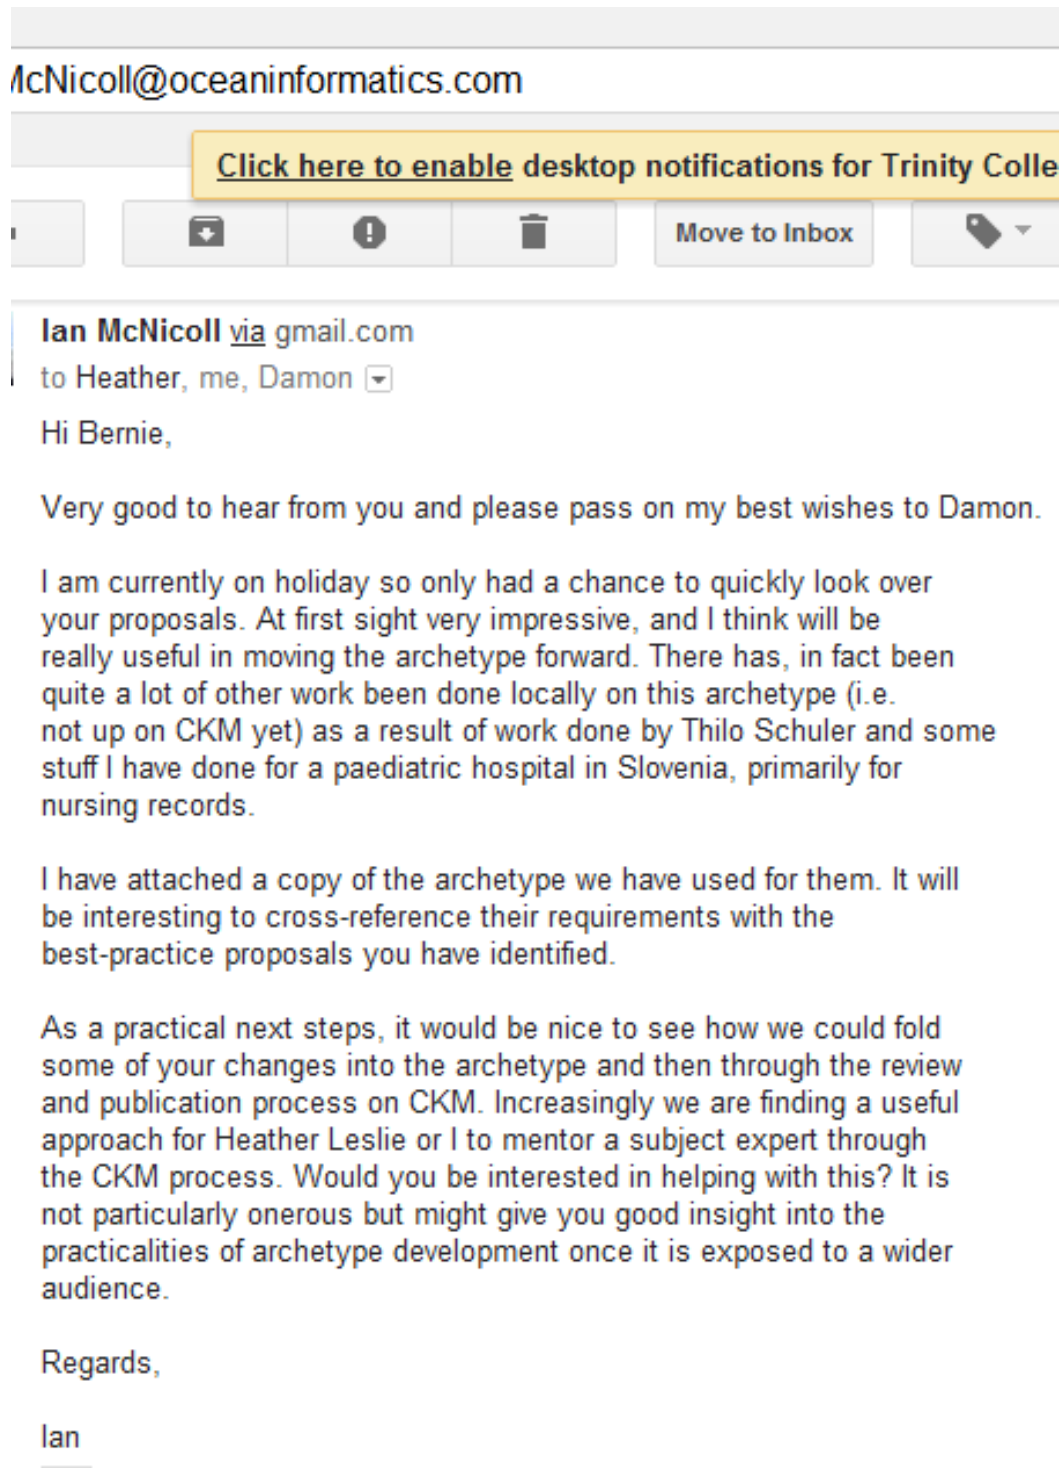 McNicoll@oceaninformatics.com
Click here to enable desktop notifications for Trinity Colle
Move to Inbox
Ian McNicoll via gmail.com
to Heather, me, Damon
Hi Bernie,
Very good to hear from you and please pass on my best wishes to Damon.
I am currently on holiday so only had a chance to quickly look over
your proposals. At first sight very impressive, and I think will be
really useful in moving the archetype forward. There has, in fact been
quite a lot of other work been done locally on this archetype (i.e.
not up on CKM yet) as a result of work done by Thilo Schuler and some
stuff I have done for a paediatric hospital in Slovenia, primarily for
nursing records.
I have attached a copy of the archetype we have used for them. It will
be interesting to cross-reference their requirements with the
best-practice proposals you have identified.
As a practical next steps, it would be nice to see how we could fold
some of your changes into the archetype and then through the review
and publication process on CKM. Increasingly we are finding a useful
approach for Heather Leslie or I to mentor a subject expert through
the CKM process. Would you be interested in helping with this? It is
not particularly onerous but might give you good insight into the
practicalities of archetype development once it is exposed to a wider
audience.
Regards,
Ian